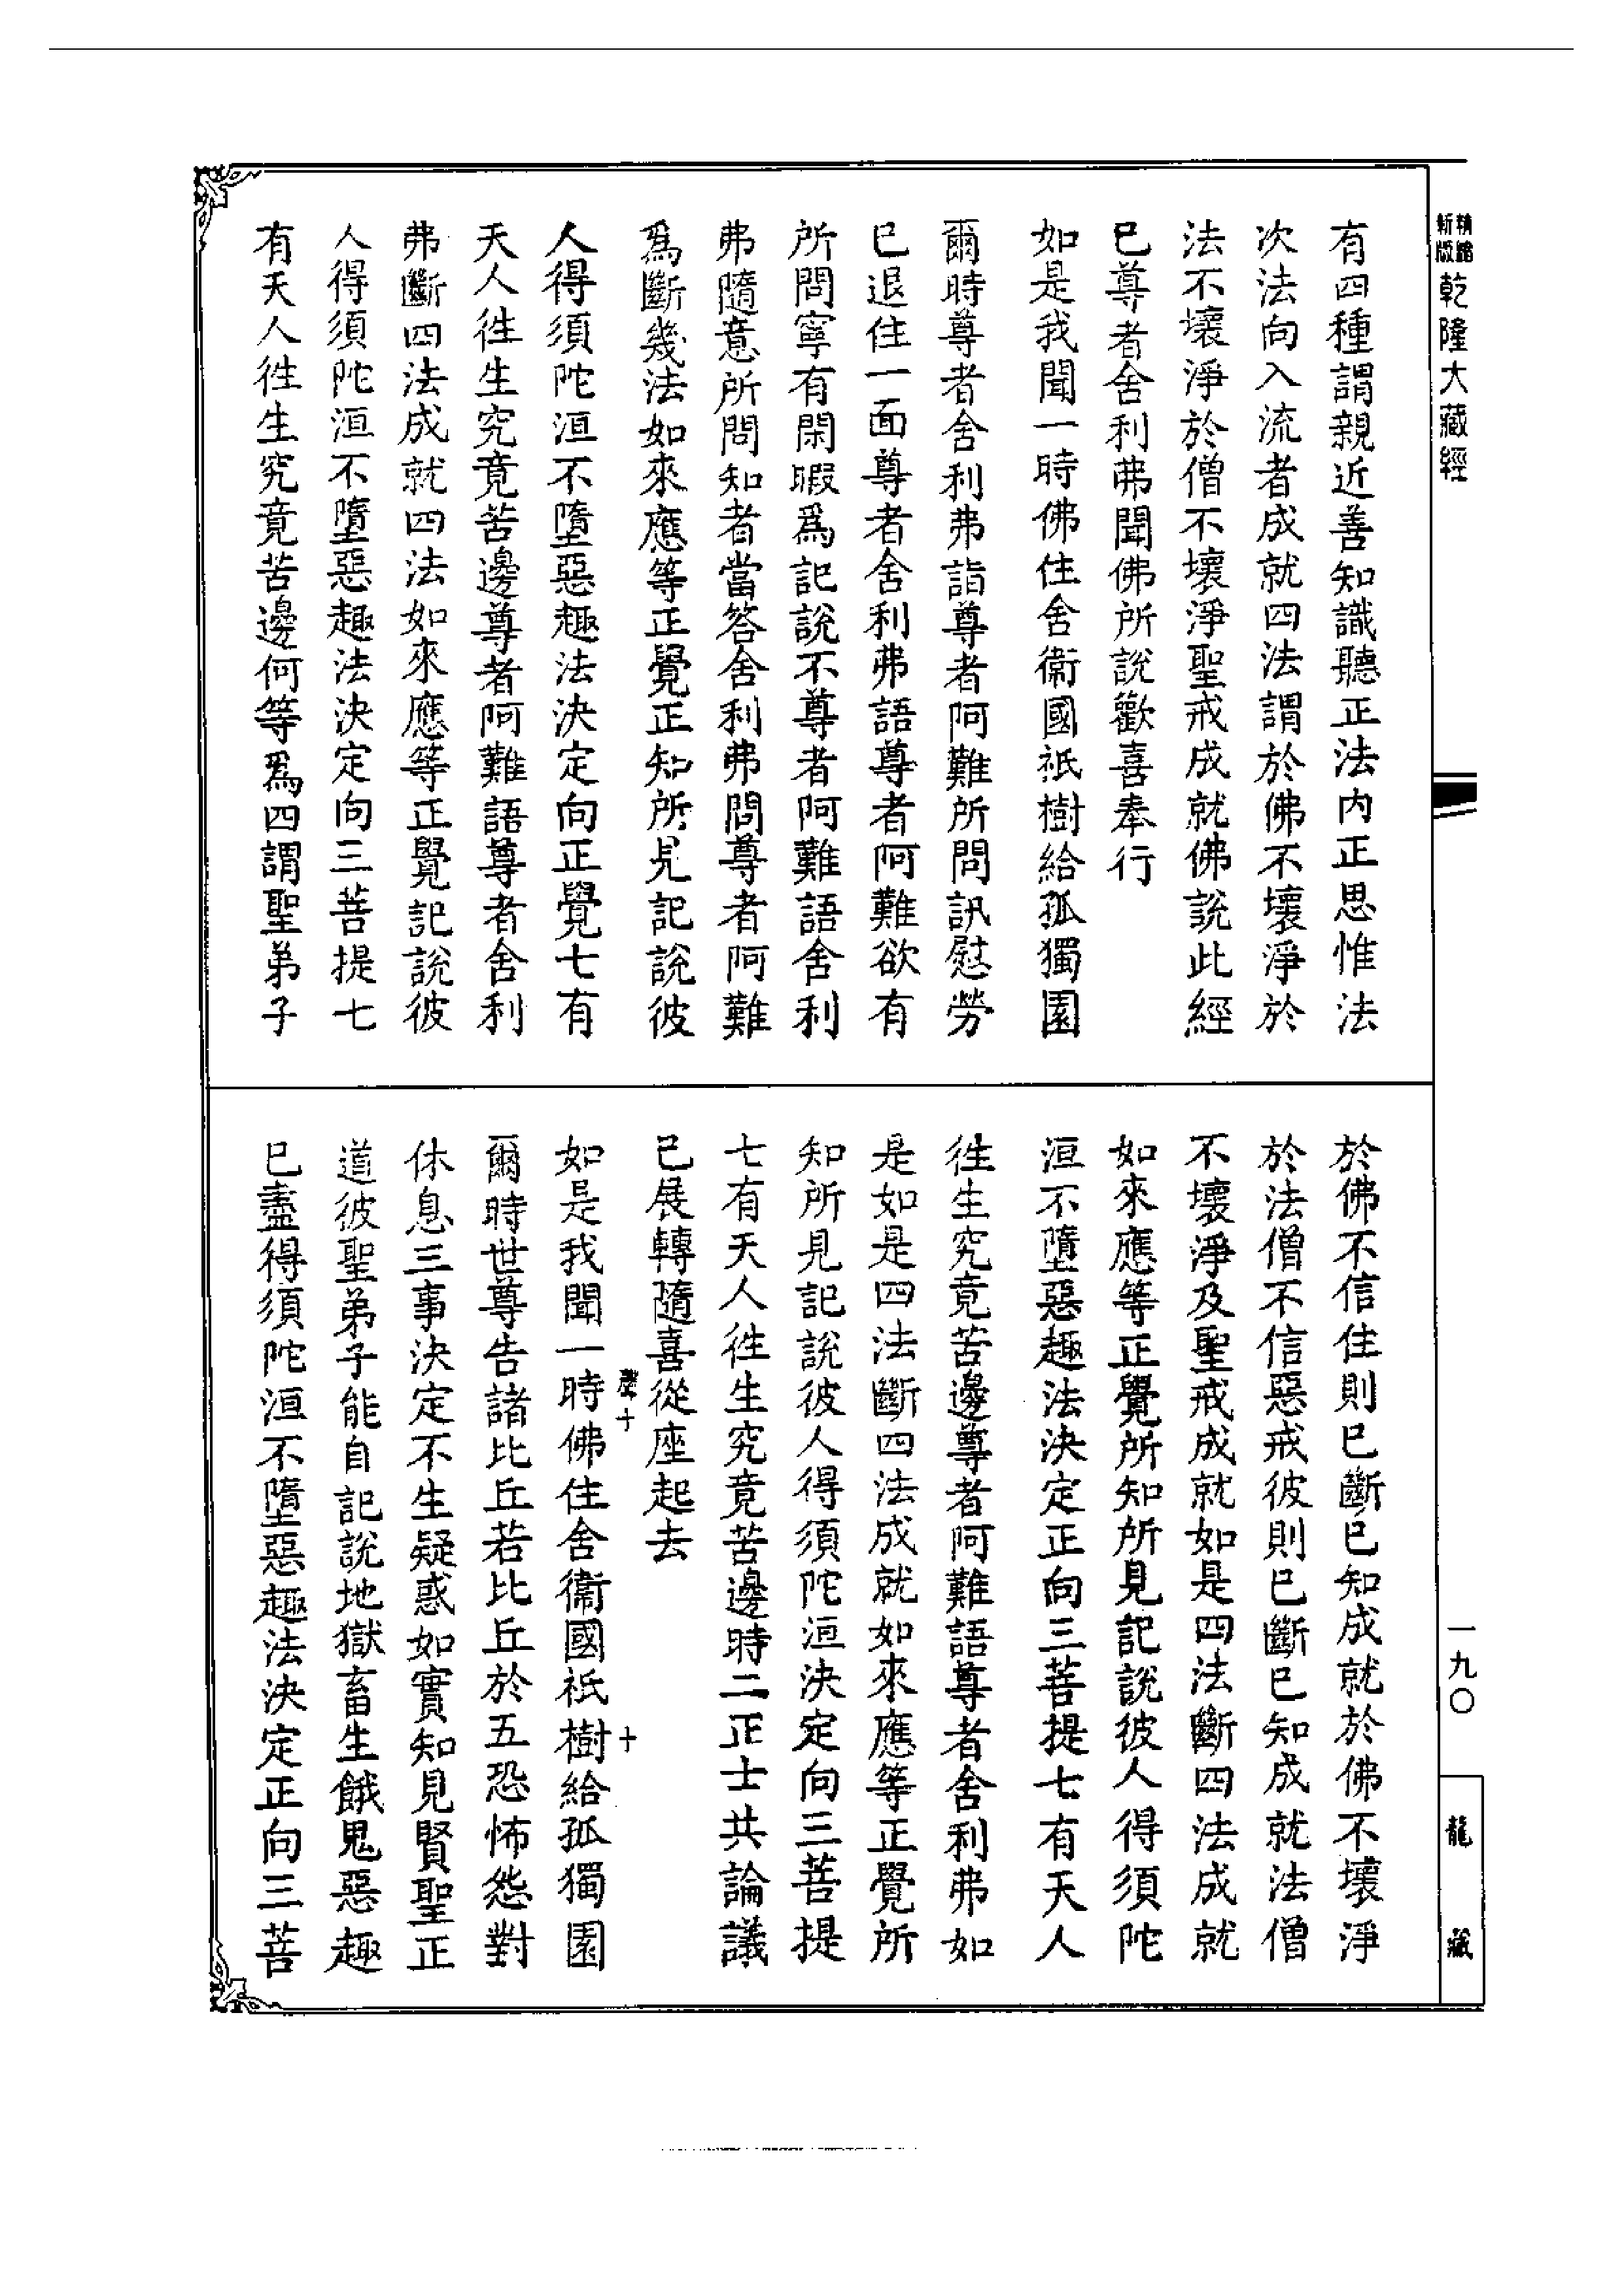 精縮新版乾隆大藏經
有四種謂親近善知識聽正法內正思惟法
次法向入流者成就四法謂於佛不壞淨於
法不壞淨於僧不壞淨聖戒成就佛說此經
已尊者舍利弗聞佛所說歡喜奉行
如是我聞一時佛住舍衞國祇樹給孤獨園
爾時尊者舍利弗詣尊者阿難所問訊慰勞
已退住一面尊者舍利弗語尊者阿難欲有
所問寧有閑暇爲記說不尊者阿難語舍利
弗隨意所問知者當答舍利弗問尊者阿難
爲斷幾法如來應等正覺正知所見記說彼
人得須陀洹不墮惡趣法決定向正覺七有
天人徃生究竟苦邊尊者阿難語尊者舍利
弗斷四法成就四法如來應等正覺記說彼
人得須陀洹不墮惡趣法決定向三菩提七
有天人徃生究竟苦邊何等爲四謂聖弟子
於佛不信住則已斷已知成就於佛不壞淨
於法僧不信惡戒彼則已斷已知成就法僧
不壞淨及聖戒成就如是四法斷四法成就
如來應等正覺所知所見記說彼人得須陀
洹不墮惡趣法決定正向三菩提七有天人
徃生究竟苦邊尊者阿難語尊者舍利弗如
是如是四法斷四法成就如來應等正覺所
知所見記說彼人得須陀洹決定向三菩提
七有天人徃生究竟苦邊時二正士共論議
已展轉隨喜從座起去
如是我聞一時佛住舍衞國祇樹給孤獨園
爾時世尊告諸比丘若比丘於五恐怖怨對
休息三事決定不生疑惑如實知見賢聖正
道彼聖弟子能自記說地獄畜生餓鬼惡趣
已盡得須陀洹不墮惡趣法決定正向三菩
十
十
一九〇
龍藏